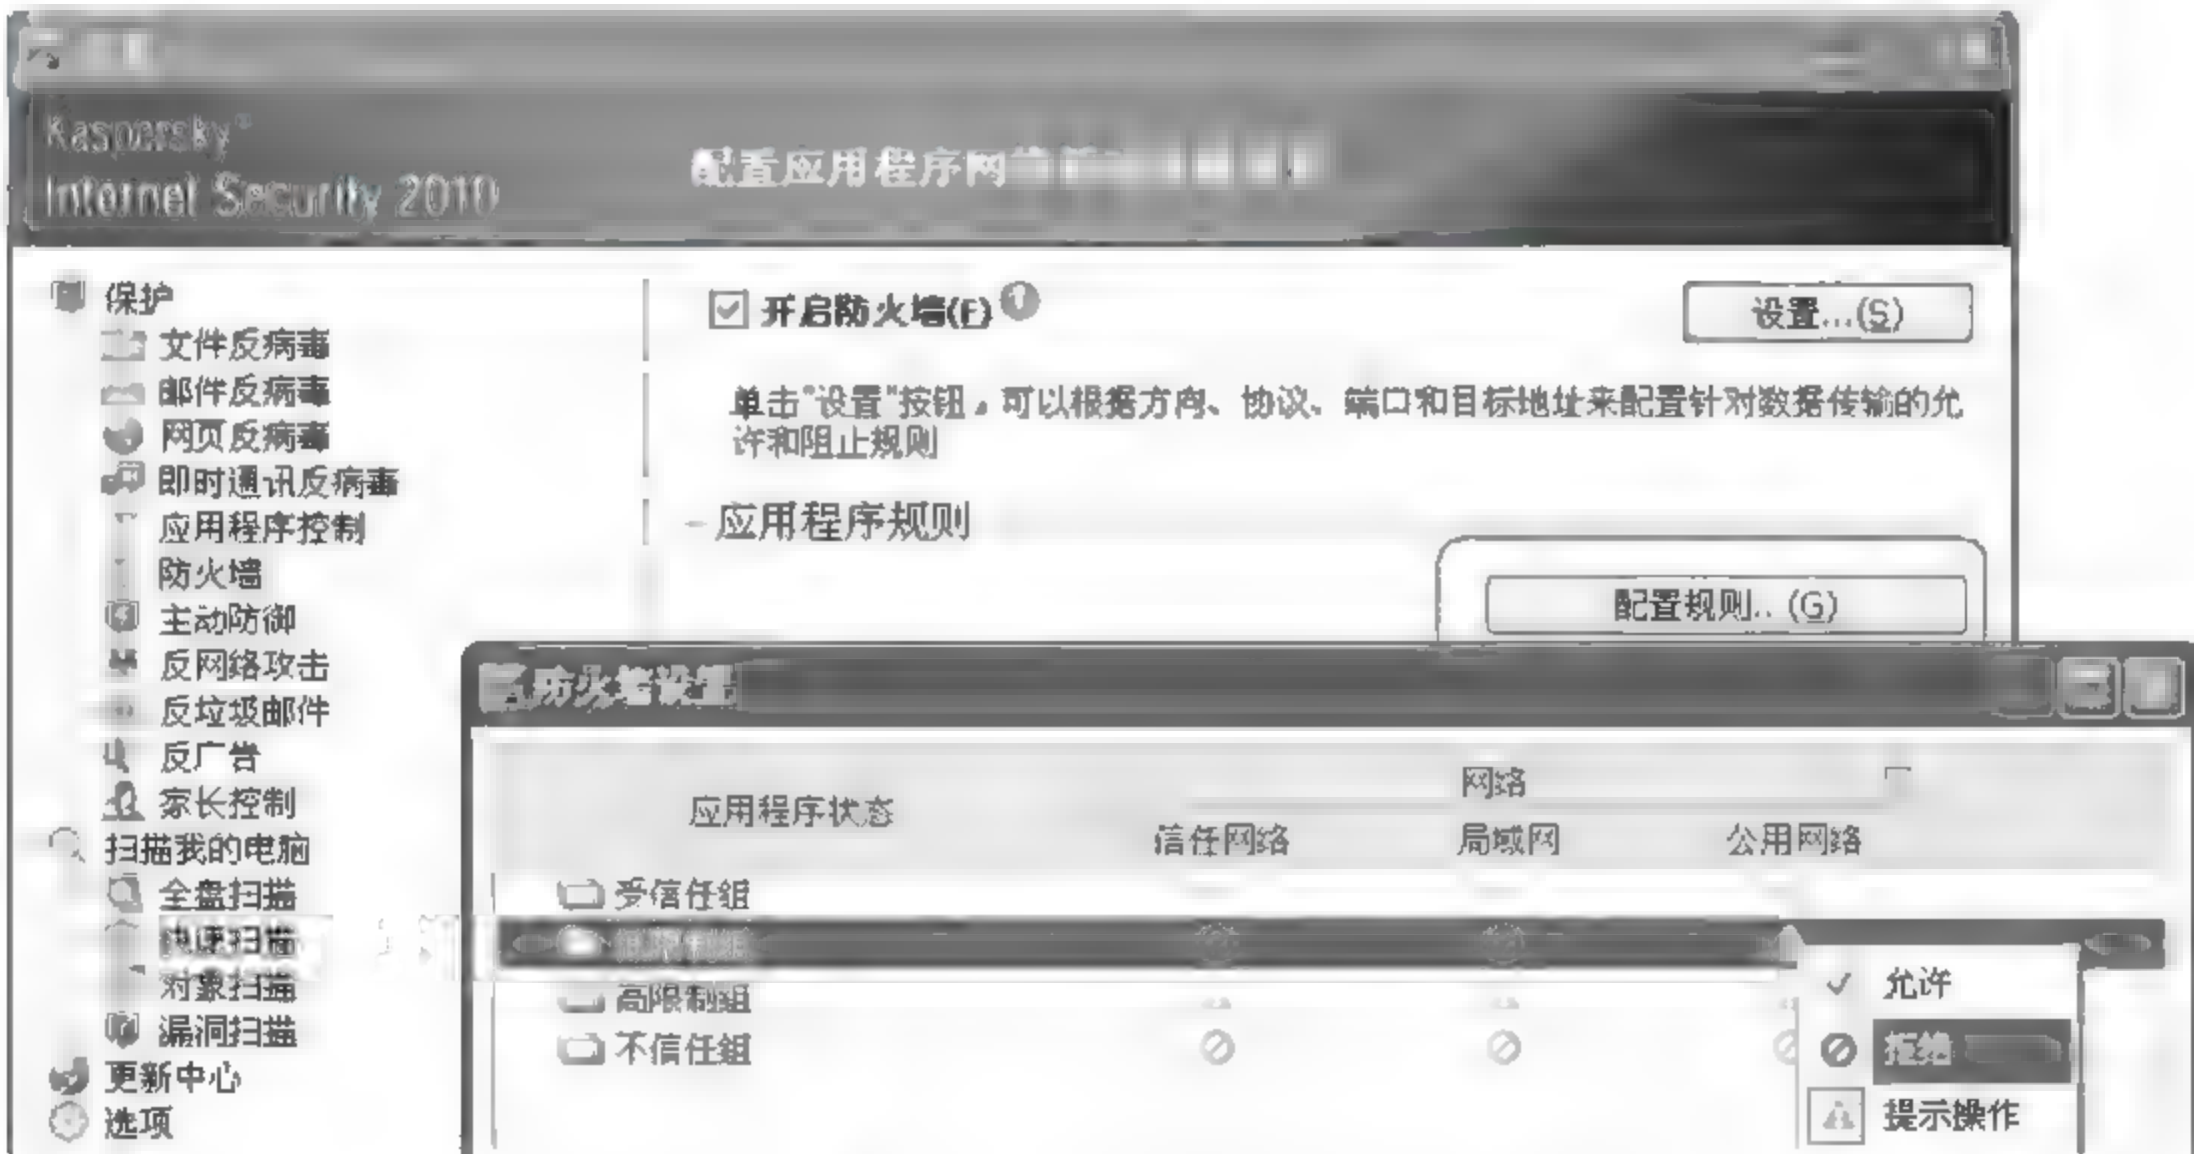 Kaspersky
Internet Security 2010
配置应用程序网
保护
文件反病毒
邮件反病毒
网页反病毒
即时通讯反病毒
应用程序控制
防火墙
主动防御
反网络攻击
反垃圾邮件
反广告
家长控制
扫描我的电脑
全盘扫描
快速扫描
对象扫描
漏洞扫描
更新中心
选项
开启防火墙(F)
设置...(S)
单击"设置"按钮，可以根据方向、协议、端口和目标地址来配置针对数据传输的允
许和阻止规则
应用程序规则
配置规则..(G)
防火墙设置
应用程序状态
网络
信任网络 局域网 公用网络
受信任组
低限制组
高限制组
不信任组
允许
拒绝
提示操作